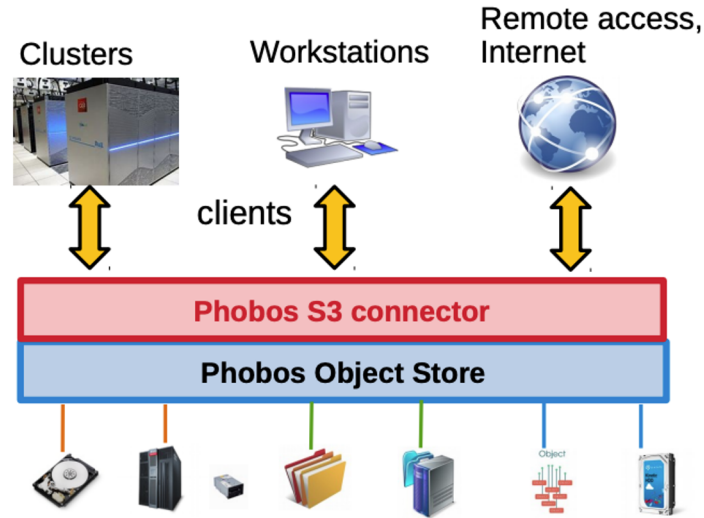 Clusters
Workstations
Remote access,
Internet
clients
Phobos S3 connector
Phobos Object Store
Object